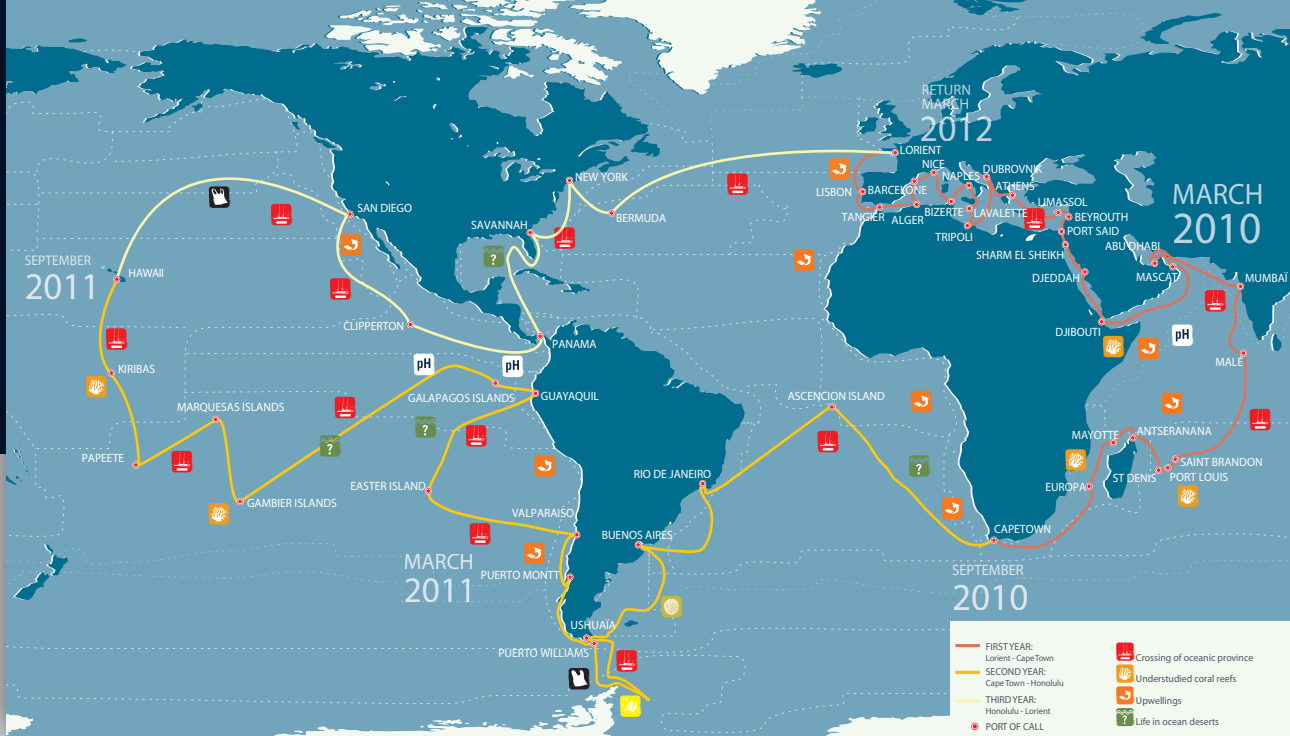 RETURN
MARCH
2012
LORIENT
NICE
DUBROVNIK
NAPLES
ATHENS
LISBON
BARCELONE
TANGIER
ALGER
BIZERTE
LAVALETTE
TRIPOLI
LIMASSOL
BEYROUTH
PORT SAID
SHARM EL SHEIKH
DJEDDAH
ABU DHABI
MASCAT
DJIBOUTI
MARCH
2010
MUMBAÏ
MALÉ
NEW YORK
BERMUDA
SAVANNAH
?
SAN DIEGO
SEPTEMBER
2011
HAWAII
CLIPPERTON
PANAMA
pH
pH
pH
KIRIBAS
GALAPAGOS ISLANDS
GUAYAQUIL
MARQUESAS ISLANDS
?
?
PAPEETE
GAMBIER ISLANDS
EASTER ISLAND
VALPARAISO
ASCENCION ISLAND
RIO DE JANEIRO
?
BUENOS AIRES
MARCH
2011
PUERTO MONTT
USHUAÏA
PUERTO WILLIAMS
MAYOTTE
ANTSERANANA
SAINT BRANDON
ST DENIS
PORT LOUIS
EUROPA
CAPETOWN
SEPTEMBER
2010
FIRST YEAR:
Lorient - Cape Town
SECOND YEAR:
Cape Town - Honolulu
THIRD YEAR:
Honolulu - Lorient
PORT OF CALL
Crossing of oceanic province
Understudied coral reefs
Upwellings
?
Life in ocean deserts